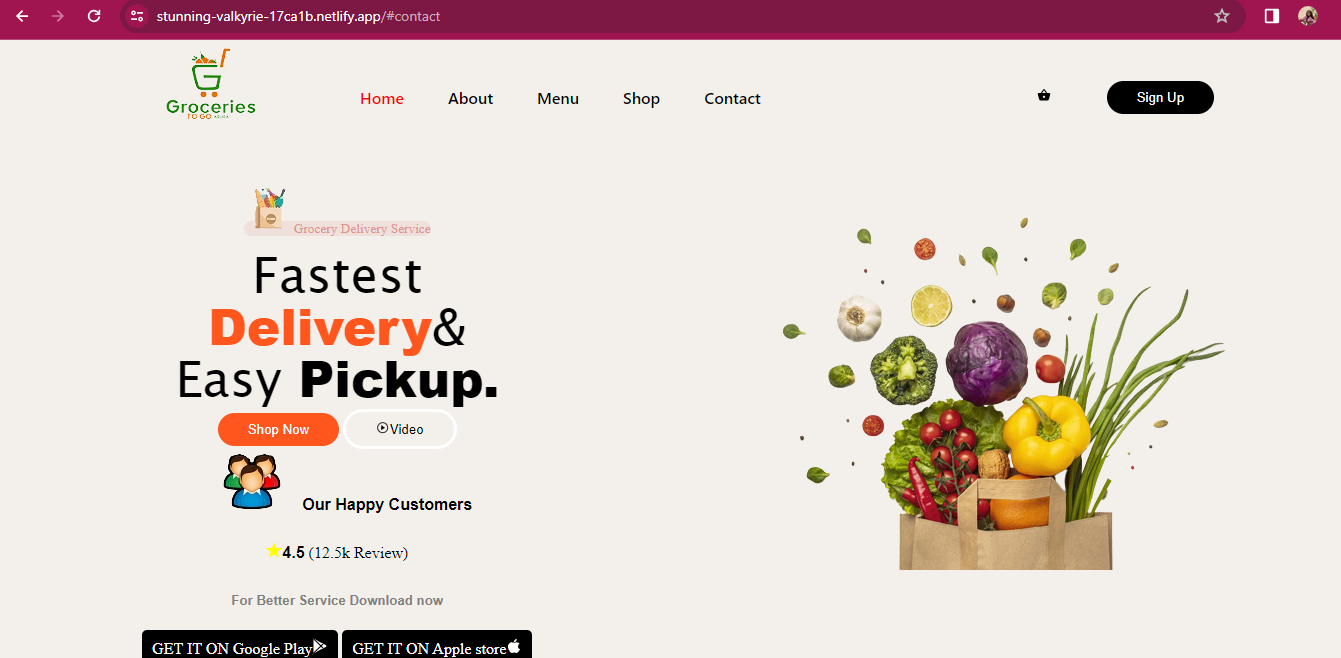 stunning-valkyrie-17ca1b.netlify.app/#contact
Groceries
TO GO
Home About Menu Shop Contact
Sign Up
Grocery Delivery Service
Fastest
Delivery&
Easy Pickup.
Shop Now Video
Our Happy Customers
4.5 (12.5k Review)
For Better Service Download now
GET IT ON Google Play GET IT ON Apple store